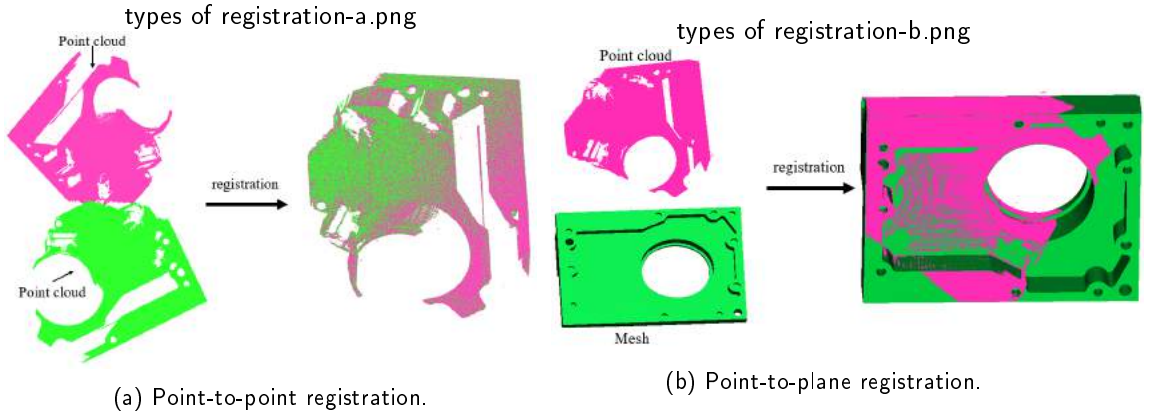 types of registration-a.png
Point cloud
registration
Point cloud
(a) Point-to-point registration.
types of registration-b.png
Point cloud
registration
Mesh
(b) Point-to-plane registration.